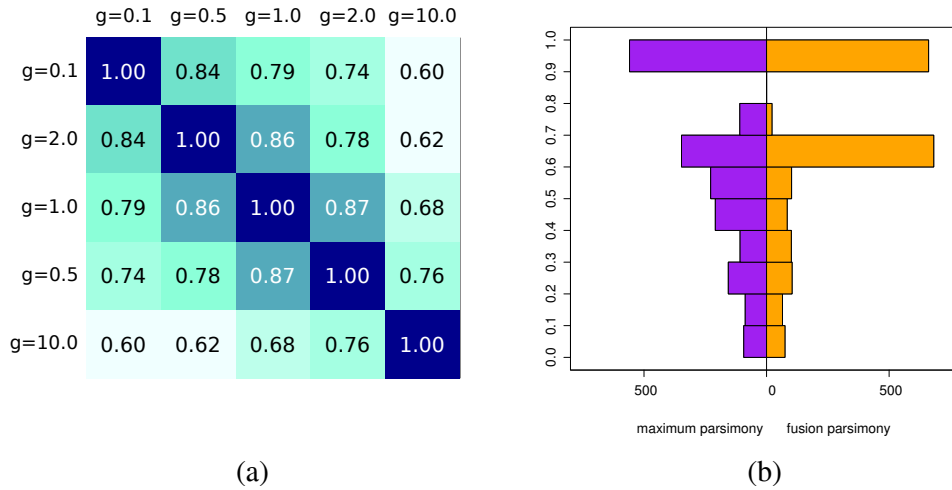 g=0.1 g=0.5 g=1.0 g=2.0 g=10.0
g=0.1 1.00 0.84 0.79 0.74 0.60
g=2.0 0.84 1.00 0.86 0.78 0.62
g=1.0 0.79 0.86 1.00 0.87 0.68
g=0.5 0.74 0.78 0.87 1.00 0.76
g=10.0 0.60 0.62 0.68 0.76 1.00
(a)
1.0
0.9
0.8
0.7
0.6
0.5
0.4
0.3
0.2
0.1
0.0
500 0 500
maximum parsimony fusion parsimony
(b)